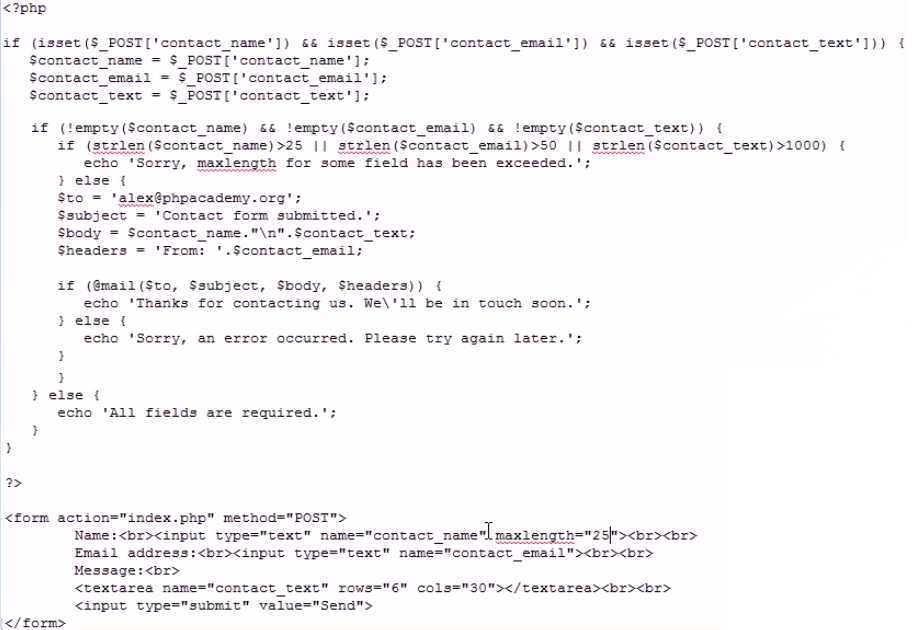 <?php
if (isset($_POST['contact_name']) && isset($_POST['contact_email']) && isset($_POST['contact_text'])) {
$contact_name = $_POST['contact_name'];
$contact_email = $_POST['contact_email'];
$contact_text = $_POST['contact_text'];
if (!empty($contact_name) && !empty($contact_email) && !empty($contact_text)) {
if (strlen($contact_name)>25 || strlen($contact_email)>50 || strlen($contact_text)>1000) {
echo 'Sorry, maxlength for some field has been exceeded.';
} else {
$to = 'alex@phpacademy.org';
$subject = 'Contact form submitted.';
$body = $contact_name."\n".$contact_text;
$headers = 'From: '.$contact_email;
if (@mail($to, $subject, $body, $headers)) {
echo 'Thanks for contacting us. We\'ll be in touch soon.';
} else {
echo 'Sorry, an error occurred. Please try again later.';
}
}
} else {
echo 'All fields are required.';
}
}
?>
<form action="index.php" method="POST">
Name:<br><input type="text" name="contact_name" maxlength="25"><br><br>
Email address:<br><input type="text" name="contact_email"><br><br>
Message:<br>
<textarea name="contact_text" rows="6" cols="30"></textarea><br><br>
<input type="submit" value="Send">
</form>